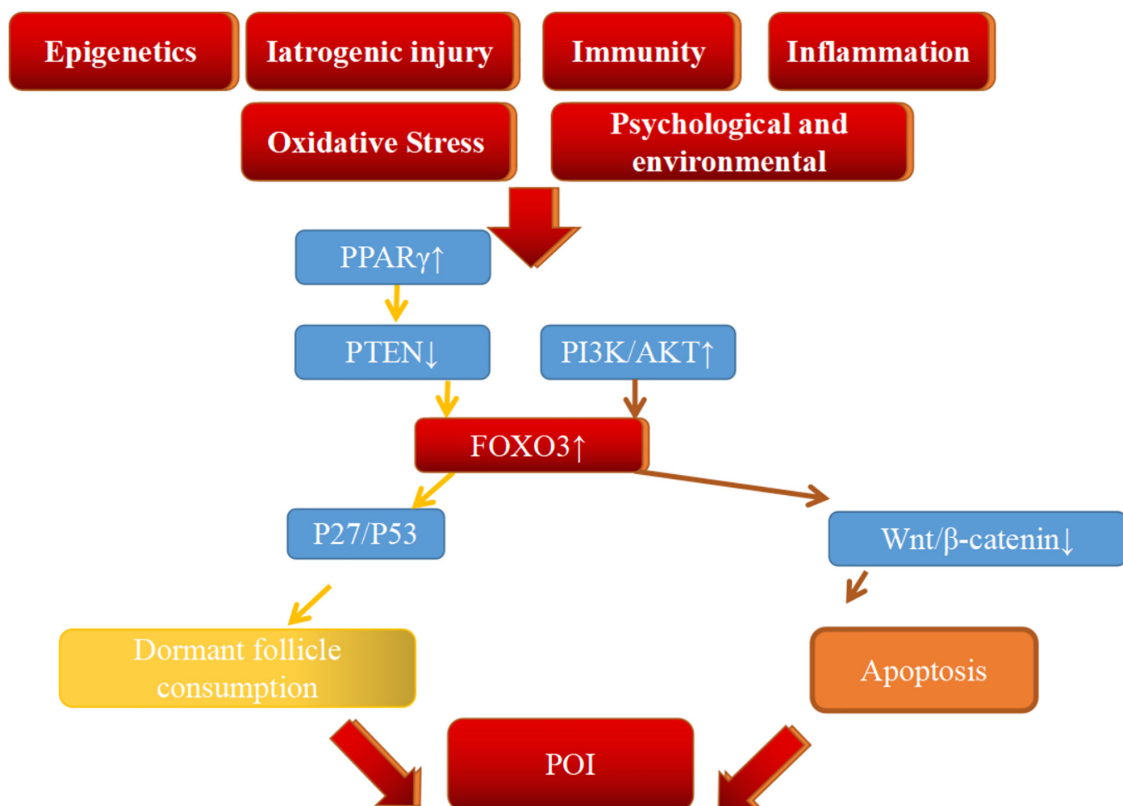 Epigenetics
Iatrogenic injury
Immunity
Inflammation
Oxidative Stress
Psychological and
environmental
PPARγ↑
PTEN↓
PI3K/AKT↑
FOXO3↑
P27/P53
Wnt/β-catenin↓
Dormant follicle
consumption
Apoptosis
POI